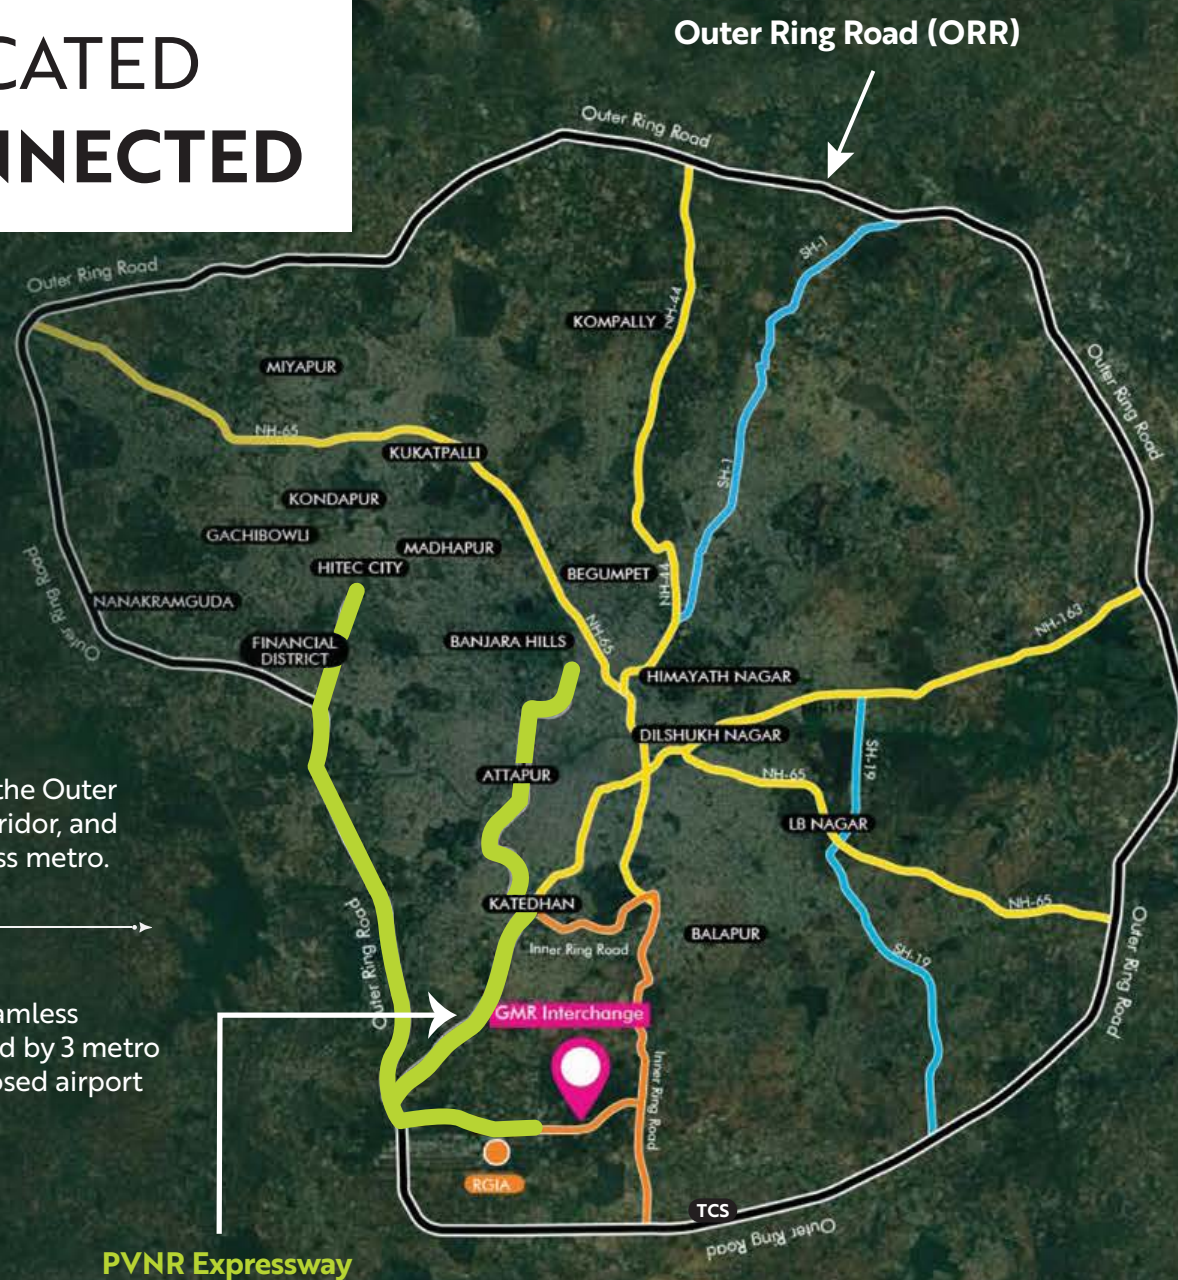 CATED
NNECTED
Outer Ring Road (ORR)
Outer Ring Road
Outer Ring Road
SH-1
NH-44
KOMPALLY
MIYAPUR
Outer Ring Road
NH-65
KUKATPALLI
SH-1
KONDAPUR
GACHIBOWLI
MADHAPUR
HITEC CITY
BEGUMPET
NH-44
NANAKRAMGUDA
Outer Ring Road
NH-163
NH-65
FINANCIAL
DISTRICT
BANJARA HILLS
HIMAYATH NAGAR
NH-163
DILSHUKH NAGAR
SH-19
ATTAPUR
NH-65
the Outer
ridor, and
ss metro.
LB NAGAR
KATEDHAN
NH-65
Inner Ring Road
BALAPUR
Outer Ring Road
SH-19
Outer Ring Road
amless
d by 3 metro
osed airport
GMR Interchange
Inner Ring Road
RGIA
TCS
Outer Ring Road
PVNR Expressway